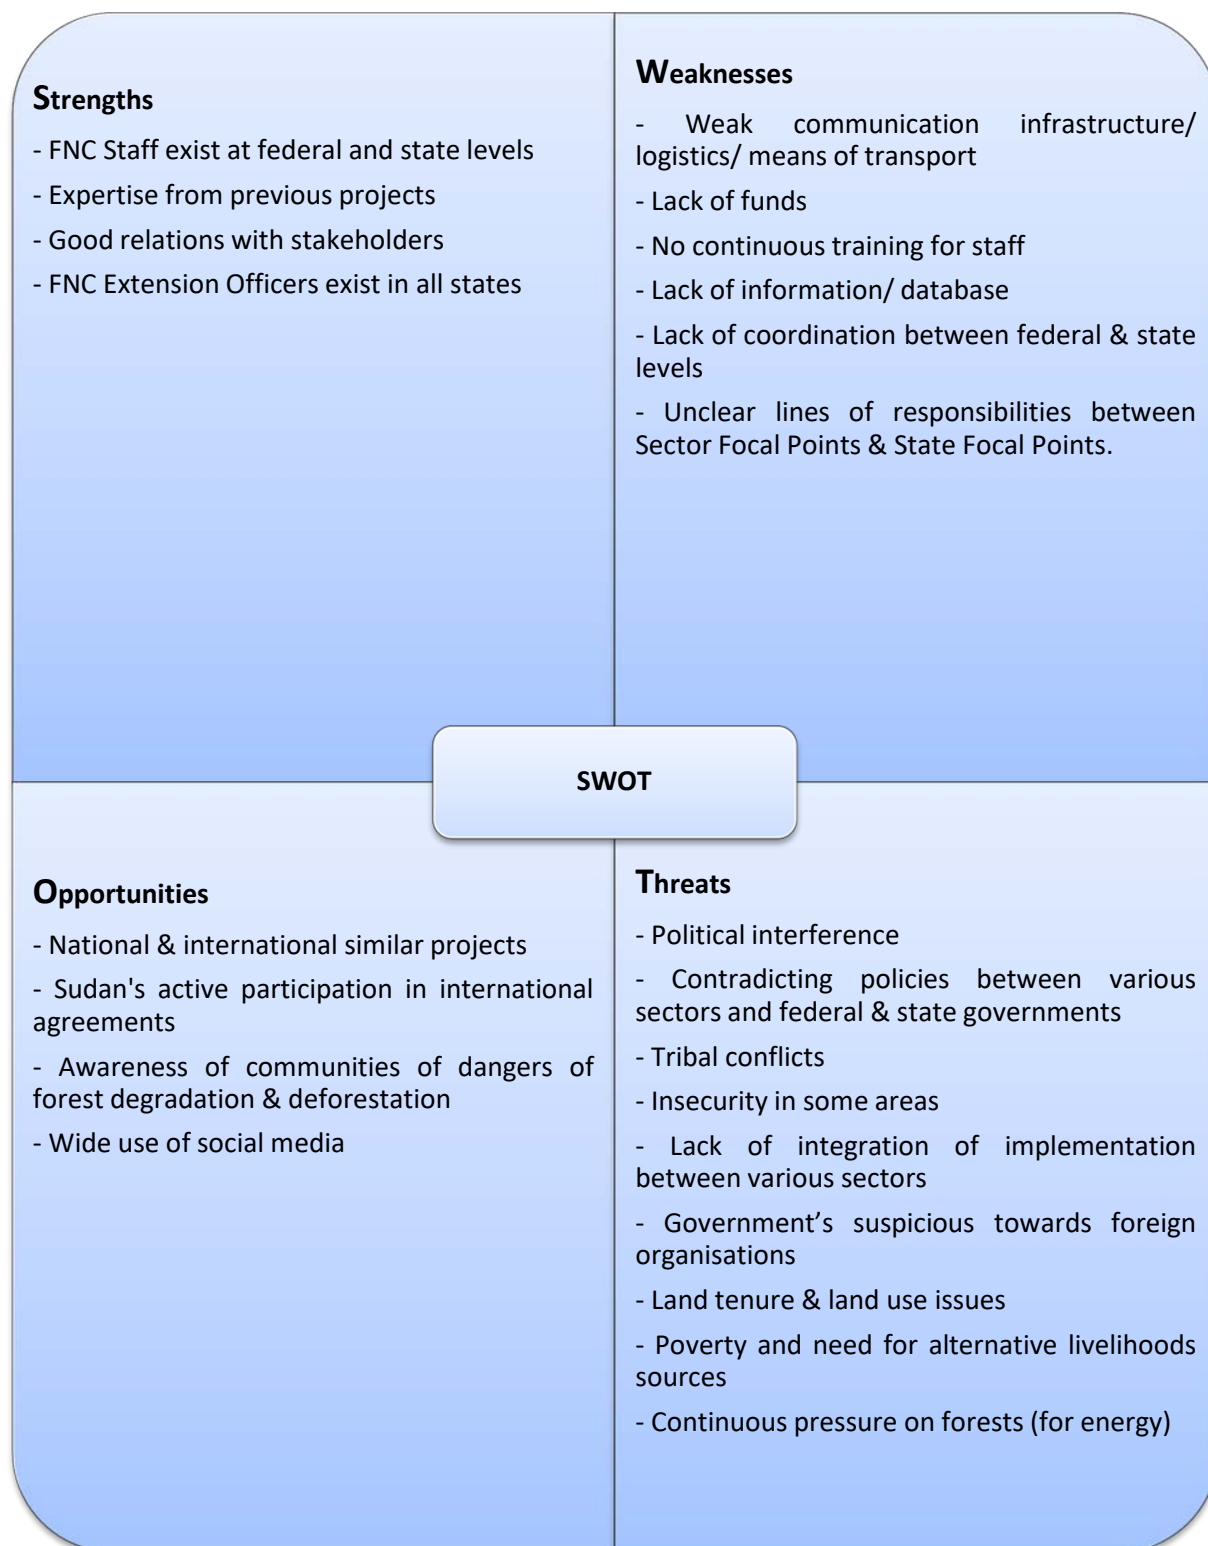 Strengths
- FNC Staff exist at federal and state levels
- Expertise from previous projects
- Good relations with stakeholders
- FNC Extension Officers exist in all states
Weaknesses
- Weak communication infrastructure/
logistics/ means of transport
- Lack of funds
- No continuous training for staff
- Lack of information/ database
- Lack of coordination between federal & state
levels
- Unclear lines of responsibilities between
Sector Focal Points & State Focal Points.
SWOT
Opportunities
- National & international similar projects
- Sudan's active participation in international
agreements
- Awareness of communities of dangers of
forest degradation & deforestation
- Wide use of social media
Threats
- Political interference
- Contradicting policies between various
sectors and federal & state governments
- Tribal conflicts
- Insecurity in some areas
- Lack of integration of implementation
between various sectors
- Government’s suspicious towards foreign
organisations
- Land tenure & land use issues
- Poverty and need for alternative livelihoods
sources
- Continuous pressure on forests (for energy)